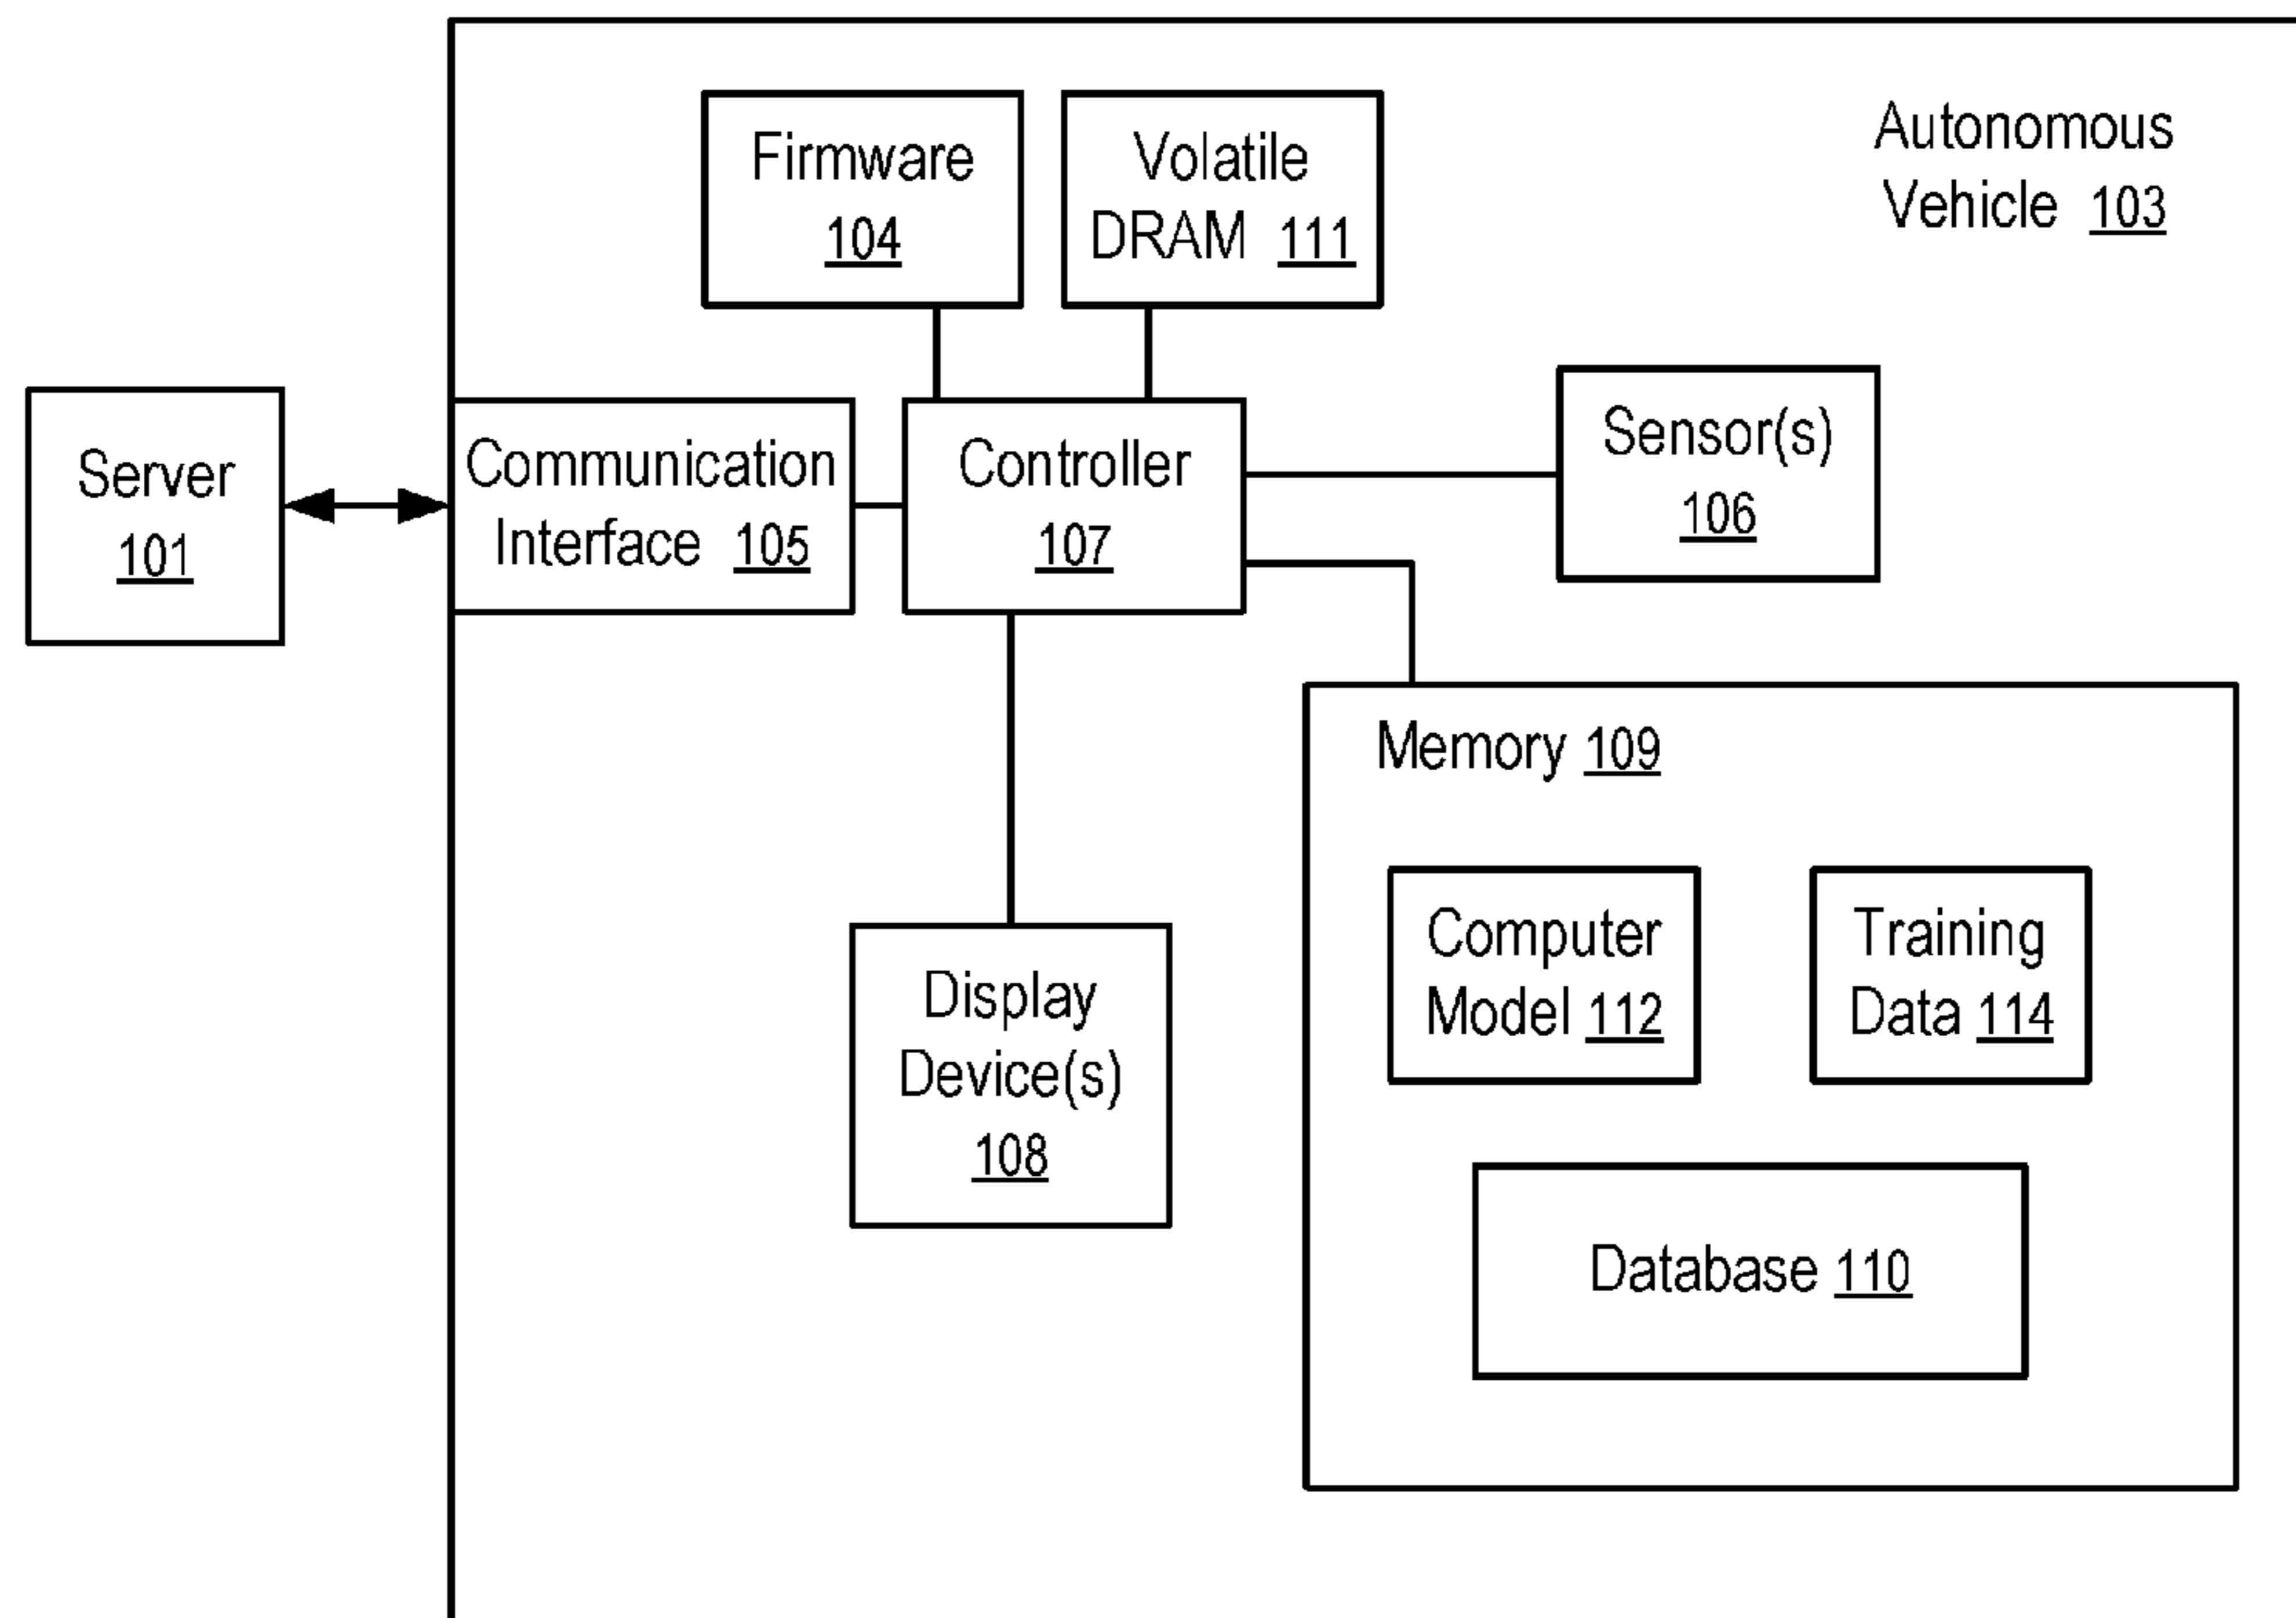 Autonomous
Vehicle 103
Firmware
104
Volatile
DRAM 111
Server
101
Communication
Interface 105
Controller
107
Sensor(s)
106
Memory 109
Computer
Model 112
Training
Data 114
Display
Device(s)
108
Database 110